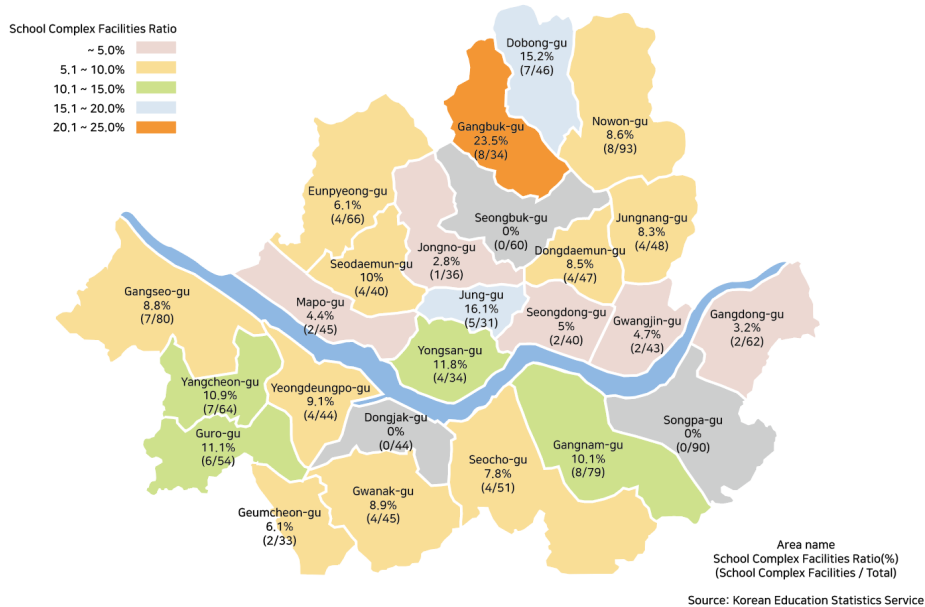 School Complex Facilities Ratio
~ 5.0%
5.1 ~ 10.0%
10.1 ~ 15.0%
15.1 ~ 20.0%
20.1 ~ 25.0%
Dobong-gu
15.2%
(7/46)
Nowon-gu
8.6%
(8/93)
Gangbuk-gu
23.5%
(8/34)
Eunpyeong-gu
6.1%
(4/66)
Seongbuk-gu
0%
(0/60)
Jungnang-gu
8.3%
(4/48)
Jongno-gu
2.8%
(1/36)
Dongdaemun-gu
8.5%
(4/47)
Seodaemun-gu
10%
(4/40)
Gangseo-gu
8.8%
(7/80)
Mapo-gu
4.4%
(2/45)
Jung-gu
16.1%
(5/31)
Seongdong-gu
5%
(2/40)
Gwangjin-gu
4.7%
(2/43)
Gangdong-gu
3.2%
(2/62)
Yongsan-gu
11.8%
(4/34)
Yangcheon-gu
10.9%
(7/64)
Yeongdeungpo-gu
9.1%
(4/44)
Dongjak-gu
0%
(0/44)
Songpa-gu
0%
(0/90)
Guro-gu
11.1%
(6/54)
Gangnam-gu
10.1%
(8/79)
Seocho-gu
7.8%
(4/51)
Gwanak-gu
8.9%
(4/45)
Geumcheon-gu
6.1%
(2/33)
Area name
School Complex Facilities Ratio(%)
(School Complex Facilities / Total)
Source: Korean Education Statistics Service